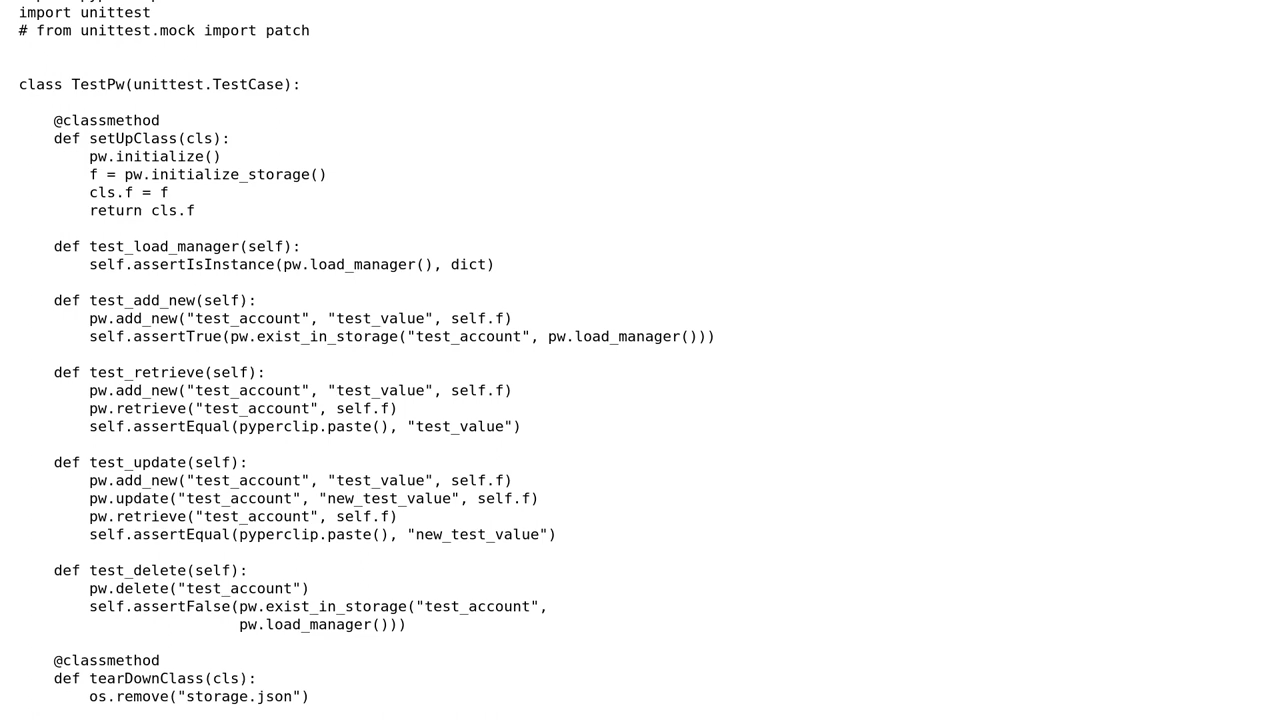 import unittest
# from unittest.mock import patch
class TestPw(unittest.TestCase):
@classmethod
def setUpClass(cls):
pw.initialize()
f = pw.initialize_storage()
cls.f = f
return cls.f
def test_load_manager(self):
self.assertIsInstance(pw.load_manager(), dict)
def test_add_new(self):
pw.add_new("test_account", "test_value", self.f)
self.assertTrue(pw.exist_in_storage("test_account", pw.load_manager()))
def test_retrieve(self):
pw.add_new("test_account", "test_value", self.f)
pw.retrieve("test_account", self.f)
self.assertEqual(pyperclip.paste(), "test_value")
def test_update(self):
pw.add_new("test_account", "test_value", self.f)
pw.update("test_account", "new_test_value", self.f)
pw.retrieve("test_account", self.f)
self.assertEqual(pyperclip.paste(), "new_test_value")
def test_delete(self):
pw.delete("test_account")
self.assertFalse(pw.exist_in_storage("test_account",
pw.load_manager()))
@classmethod
def tearDownClass(cls):
os.remove("storage.json")